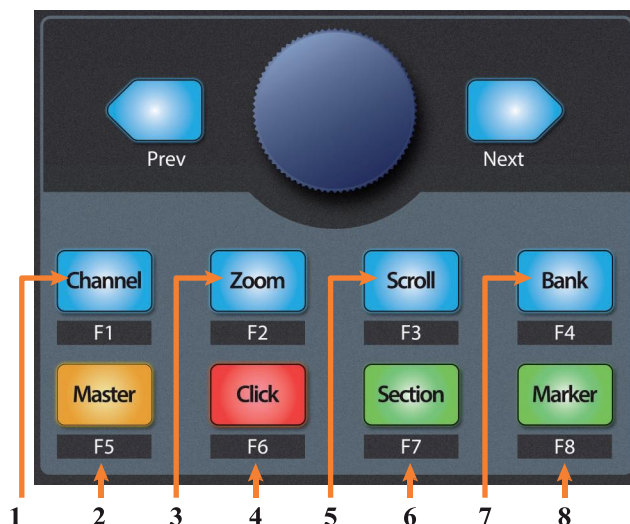 Prev Next
Channel Zoom Scroll Bank
F1 F2 F3 F4
Master Click Section Marker
F5 F6 F7 F8
1 2 3 4 5 6 7 8